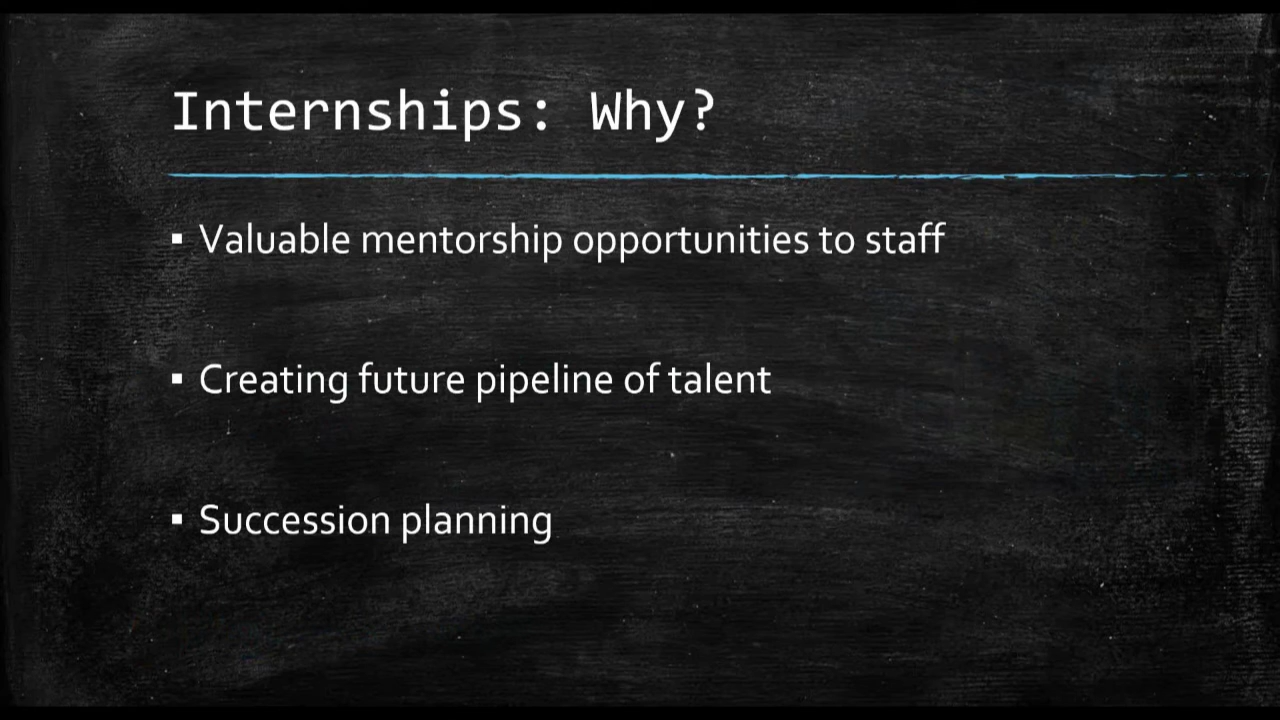 Internships: Why?
▪ Valuable mentorship opportunities to staff
▪ Creating future pipeline of talent
▪ Succession planning